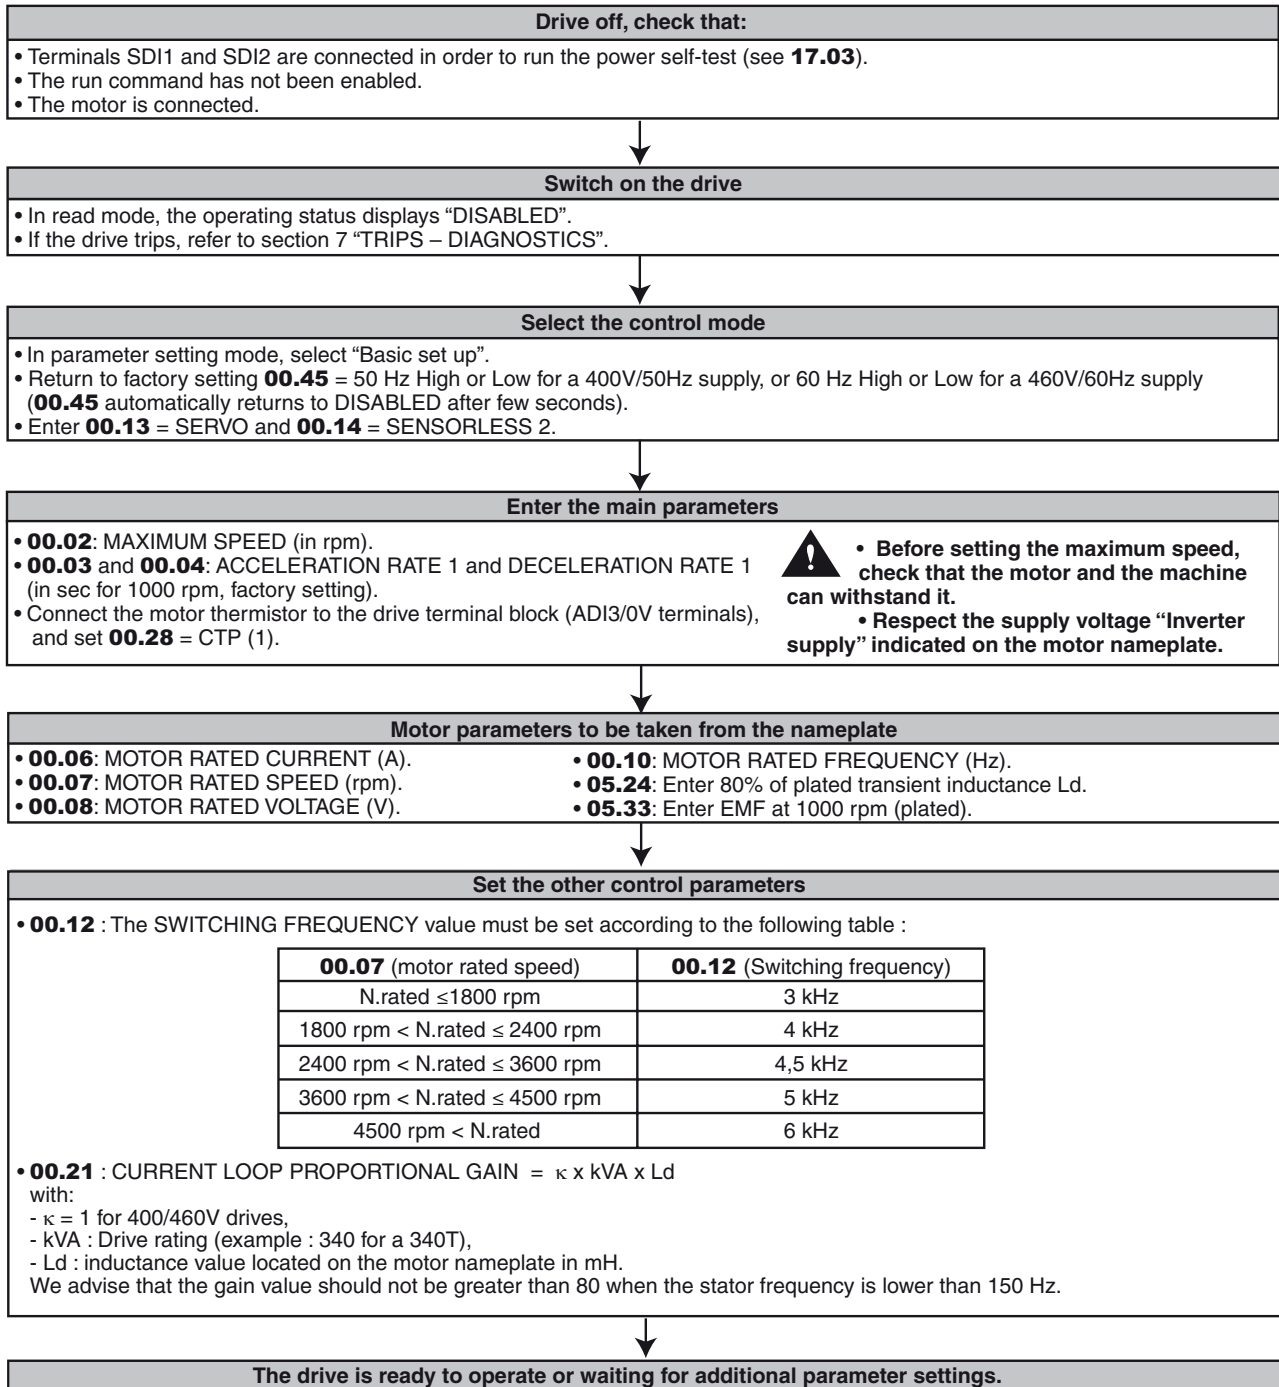 Drive off, check that:
• Terminals SDI1 and SDI2 are connected in order to run the power self-test (see 17.03).
• The run command has not been enabled.
• The motor is connected.
Switch on the drive
• In read mode, the operating status displays “DISABLED”.
• If the drive trips, refer to section 7 “TRIPS – DIAGNOSTICS”.
Select the control mode
• In parameter setting mode, select “Basic set up”.
• Return to factory setting 00.45 = 50 Hz High or Low for a 400V/50Hz supply, or 60 Hz High or Low for a 460V/60Hz supply
(00.45 automatically returns to DISABLED after few seconds).
• Enter 00.13 = SERVO and 00.14 = SENSORLESS 2.
Enter the main parameters
• 00.02: MAXIMUM SPEED (in rpm).
• 00.03 and 00.04: ACCELERATION RATE 1 and DECELERATION RATE 1
(in sec for 1000 rpm, factory setting).
• Connect the motor thermistor to the drive terminal block (ADI3/0V terminals),
and set 00.28 = CTP (1).
!
• Before setting the maximum speed,
check that the motor and the machine
can withstand it.
• Respect the supply voltage “Inverter
supply” indicated on the motor nameplate.
Motor parameters to be taken from the nameplate
• 00.06: MOTOR RATED CURRENT (A).
• 00.07: MOTOR RATED SPEED (rpm).
• 00.08: MOTOR RATED VOLTAGE (V).
• 00.10: MOTOR RATED FREQUENCY (Hz).
• 05.24: Enter 80% of plated transient inductance Ld.
• 05.33: Enter EMF at 1000 rpm (plated).
Set the other control parameters
• 00.12 : The SWITCHING FREQUENCY value must be set according to the following table :
00.07 (motor rated speed) 00.12 (Switching frequency)
N.rated ≤1800 rpm 3 kHz
1800 rpm < N.rated ≤ 2400 rpm 4 kHz
2400 rpm < N.rated ≤ 3600 rpm 4,5 kHz
3600 rpm < N.rated ≤ 4500 rpm 5 kHz
4500 rpm < N.rated 6 kHz
• 00.21 : CURRENT LOOP PROPORTIONAL GAIN = κ x kVA x Ld
with:
- κ = 1 for 400/460V drives,
- kVA : Drive rating (example : 340 for a 340T),
- Ld : inductance value located on the motor nameplate in mH.
We advise that the gain value should not be greater than 80 when the stator frequency is lower than 150 Hz.
The drive is ready to operate or waiting for additional parameter settings.